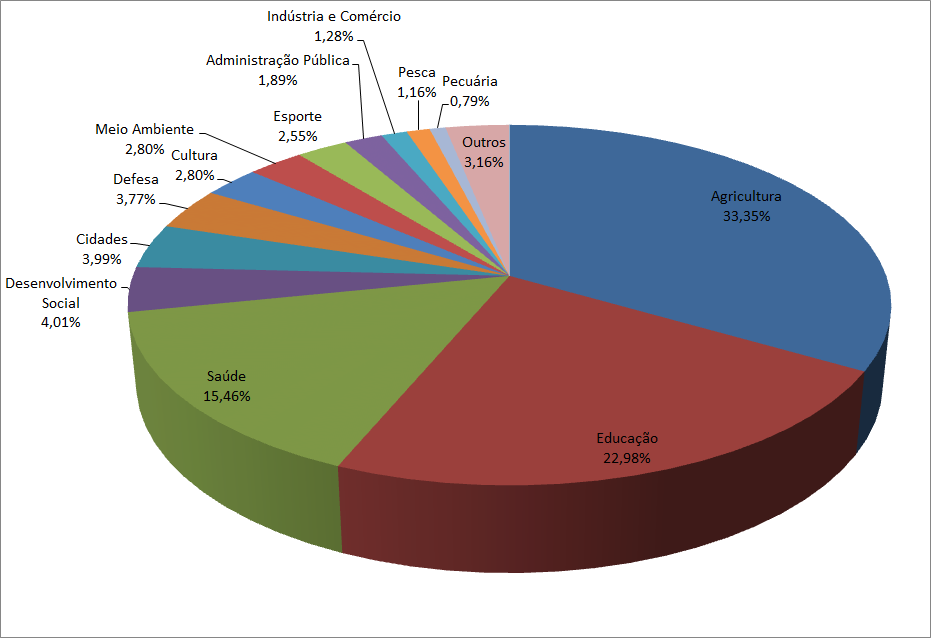 Indústria e Comércio
1,28%
Administração Pública
1,89%
Pesca
1,16%
Pecuária
0,79%
Esporte
2,55%
Meio Ambiente
2,80%
Cultura
2,80%
Outros
3,16%
Defesa
3,77%
Agricultura
33,35%
Cidades
3,99%
Desenvolvimento
Social
4,01%
Saúde
15,46%
Educação
22,98%